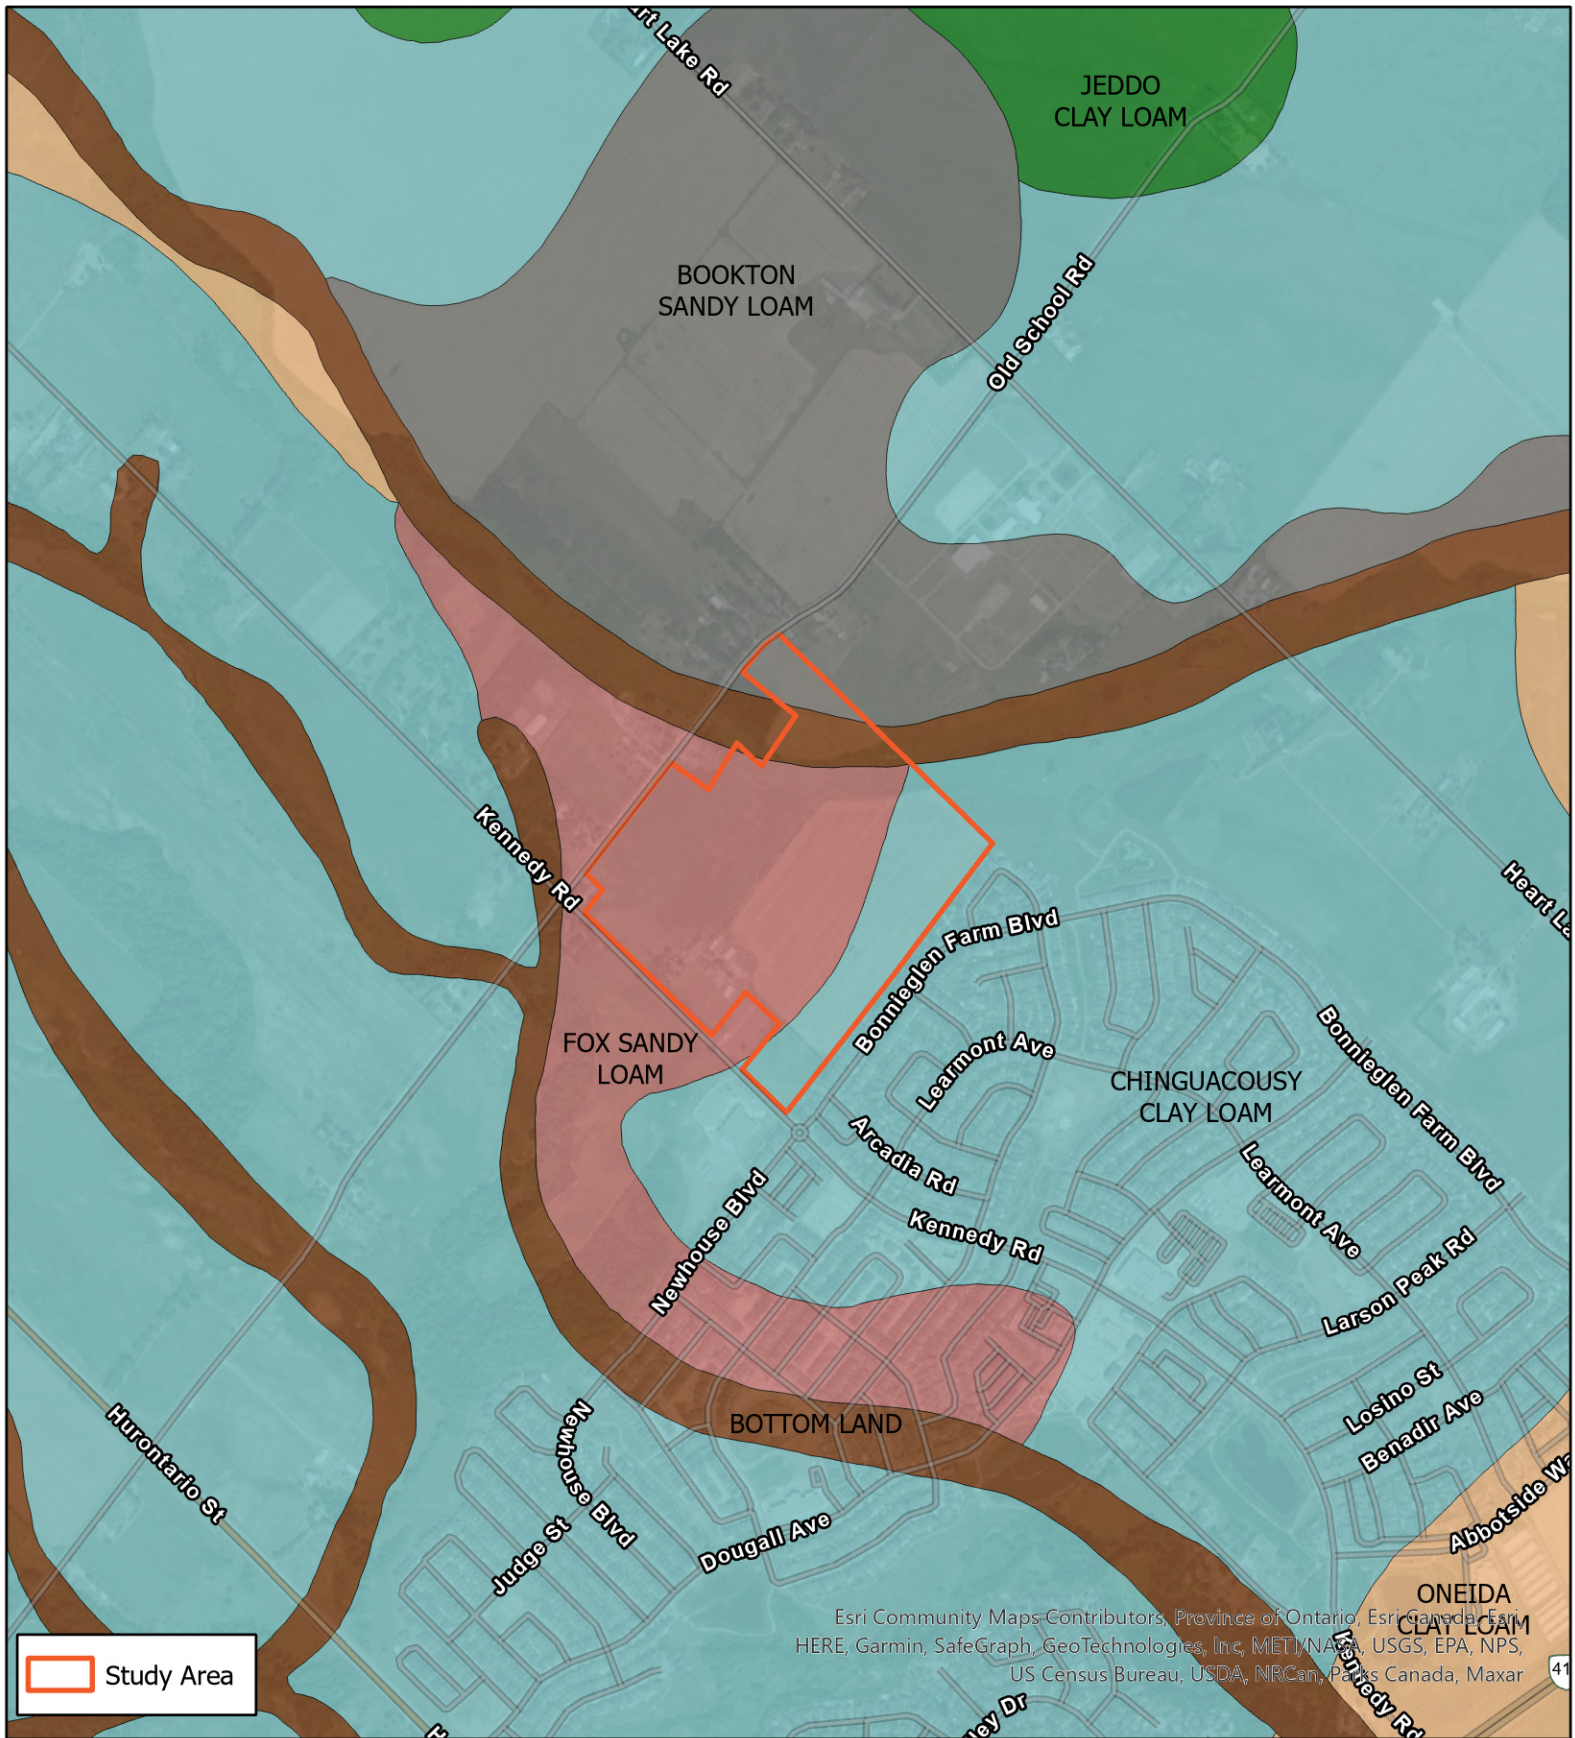 art Lake Rd
JEDDO
CLAY LOAM
BOOKTON
SANDY LOAM
Old School Rd
Kennedy Rd
Heart La
Bonnieglen Farm Blvd
FOX SANDY
LOAM
Learmont Ave
CHINGUACOUSY
CLAY LOAM
Bonnieglen Farm Blvd
Arcadia Rd
Learmont Ave
Newhouse Blvd
Kennedy Rd
Larson Peak Rd
Losino St
Benadir Ave
BOTTOM LAND
Hurontario St
Newhouse Blvd
Abbotside Wa
Judge St
Dougall Ave
ONEIDA
CLAY LOAM
Esri Community Maps Contributors, Province of Ontario, Esri Canada, Esri,
HERE, Garmin, SafeGraph, GeoTechnologies, Inc, METI/NASA, USGS, EPA, NPS,
US Census Bureau, USDA, NRCan, Parks Canada, Maxar
Study Area
Kennedy Rd
41
ley Dr
H